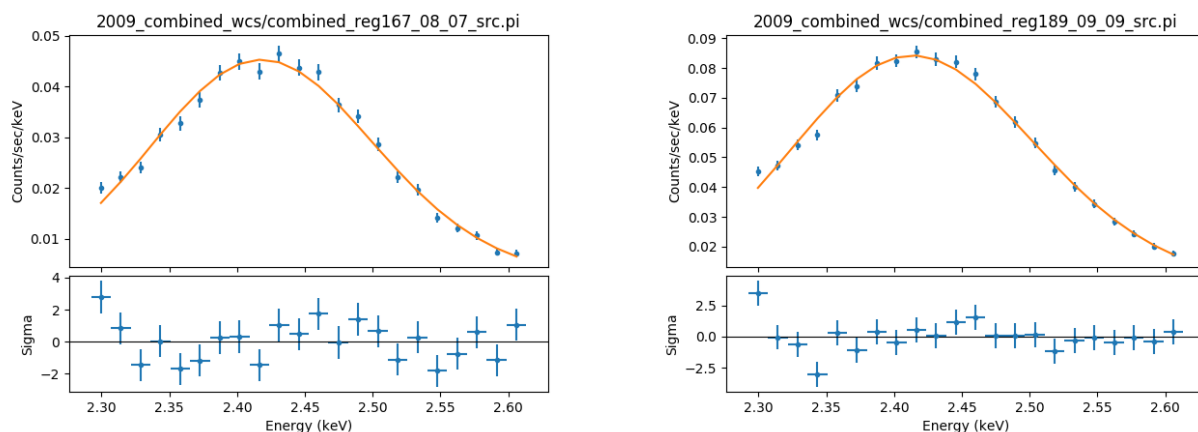 2009_combined_wcs/combined_reg167_08_07_src.pi
0.05
0.04
0.03
0.02
0.01
Counts/sec/keV
4
2
0
−2
Sigma
2.30 2.35 2.40 2.45 2.50 2.55 2.60
Energy (keV)
2009_combined_wcs/combined_reg189_09_09_src.pi
0.09
0.08
0.07
0.06
0.05
0.04
0.03
0.02
Counts/sec/keV
2.5
0.0
−2.5
Sigma
2.30 2.35 2.40 2.45 2.50 2.55 2.60
Energy (keV)